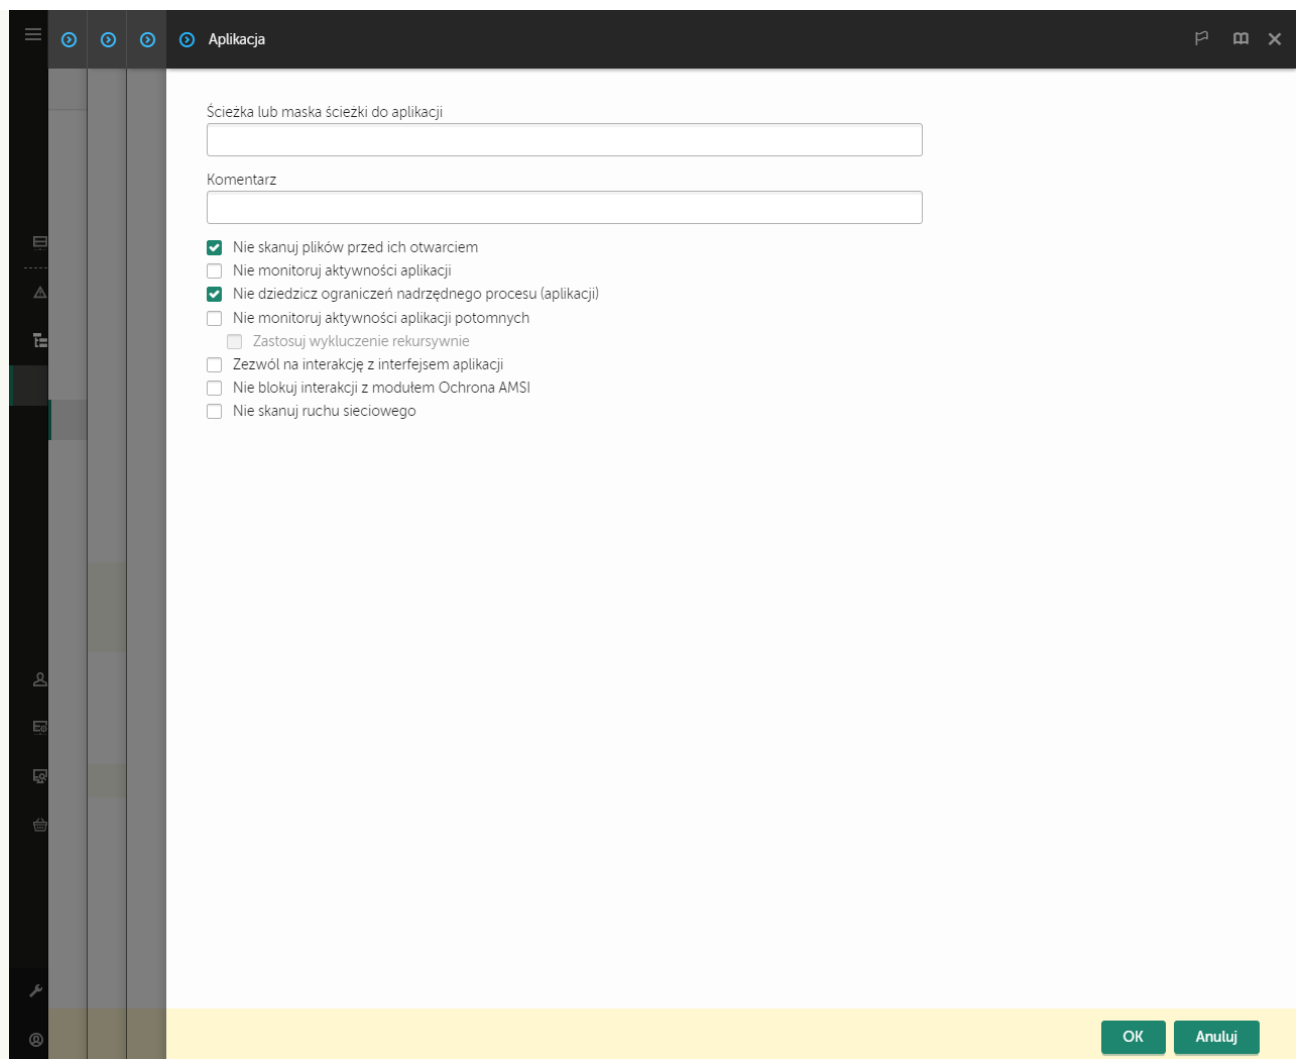 Aplikacja
Ścieżka lub maska ścieżki do aplikacji
Komentarz
Nie skanuj plików przed ich otwarciem
Nie monitoruj aktywności aplikacji
Nie dziedzicz ograniczeń nadrzędnego procesu (aplikacji)
Nie monitoruj aktywności aplikacji potomnych
Zastosuj wykluczenie rekursywnie
Zezwól na interakcję z interfejsem aplikacji
Nie blokuj interakcji z modułem Ochrona AMSI
Nie skanuj ruchu sieciowego
OK Anuluj